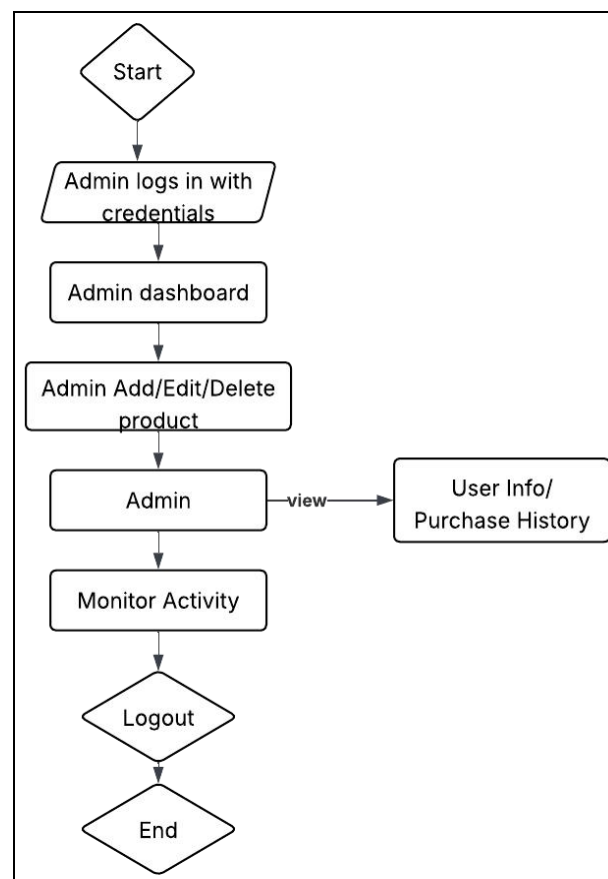 Start
Admin logs in with
credentials
Admin dashboard
Admin Add/Edit/Delete
product
Admin
view
User Info/
Purchase History
Monitor Activity
Logout
End